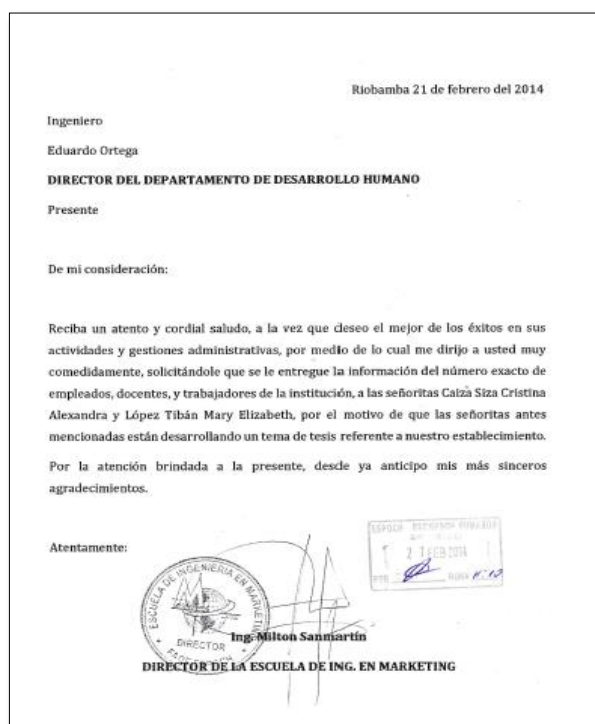 Riobamba 21 de febrero del 2014
Ingeniero
Eduardo Ortega
DIRECTOR DEL DEPARTAMENTO DE DESARROLLO HUMANO
Presente
De mi consideración:
Reciba un atento y cordial saludo, a la vez que deseo el mejor de los éxitos en sus
actividades y gestiones administrativas, por medio de lo cual me dirijo a usted muy
comedidamente, solicitándole que se le entregue la información del número exacto de
empleados, docentes, y trabajadores de la institución, a las señoritas Caiza Siza Cristina
Alexandra y López Tibán Mary Elizabeth, por el motivo de que las señoritas antes
mencionadas están desarrollando un tema de tesis referente a nuestro establecimiento.
Por la atención brindada a la presente, desde ya anticipo mis más sinceros
agradecimientos.
Atentamente:
ESPOCH
21 FEB 2014
HORA
ESCUELA DE INGENIERIA EN MARKETING
DIRECTOR
Ing. Milton Sanmartín
DIRECTOR DE LA ESCUELA DE ING. EN MARKETING